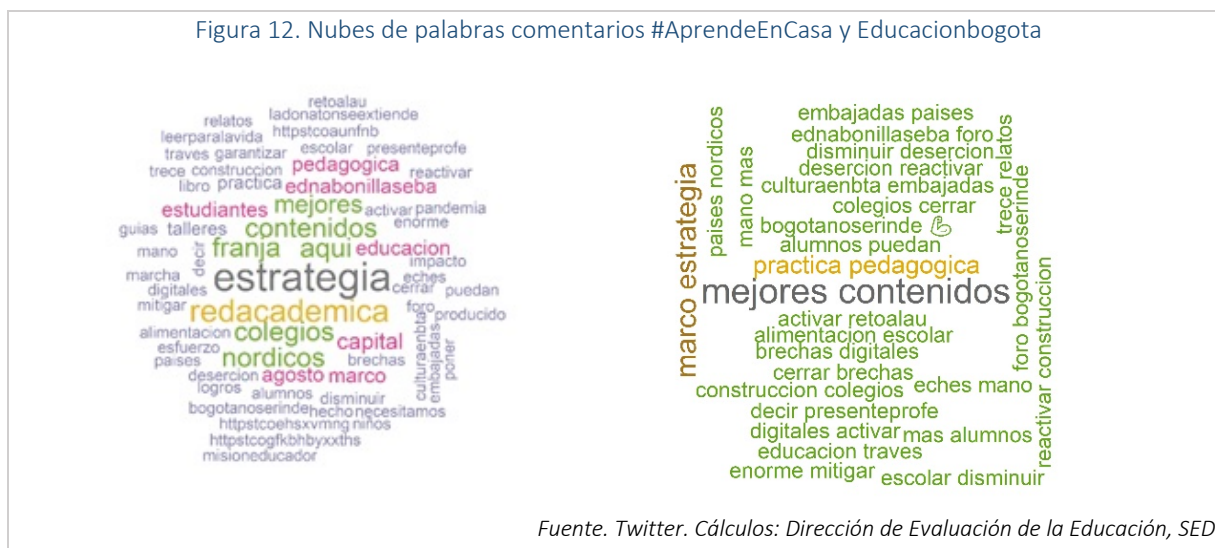 Figura 12. Nubes de palabras comentarios #AprendeEnCasa y Educacionbogota
retoalau
relatos ladonatonseextiende
leerparalavida httpstcoaunfnb
traves garantizar escolar presenteprofe
trece construccion pedagogica reactivar
libro practica ednabonillaseba
estudiantes mejores activar pandemia
guias talleres contenidos enorme
mano decir franja aqui educacion
marcha estrategia impacto
digitales eches
cerrar puedan
mitigar redacademica foro producido
alimentacion colegios capital
esfuerzo
paises nordicos brechas
culturaenbta
embajadas
poner
desercion agosto marco
logros alumnos disminuir
bogotanoserinde hecho necesitamos
httpstcoehsxvmng niños
httpstcogfkbhbyxxths
misioneducador
marco estrategia
paises nordicos
mano mas
embajadas paises
ednabonillaseba foro
disminuir desercion
desercion reactivar
culturaenbta embajadas
colegios cerrar
bogotanoserinde 💪
alumnos puedan
practica pedagogica
mejores contenidos
trece relatos
foro bogotanoserinde
reactivar construccion
activar retoalau
alimentacion escolar
brechas digitales
cerrar brechas
construccion colegios eches mano
decir presenteprofe
digitales activar mas alumnos
educacion traves
enorme mitigar escolar disminuir
Fuente. Twitter. Cálculos: Dirección de Evaluación de la Educación, SED